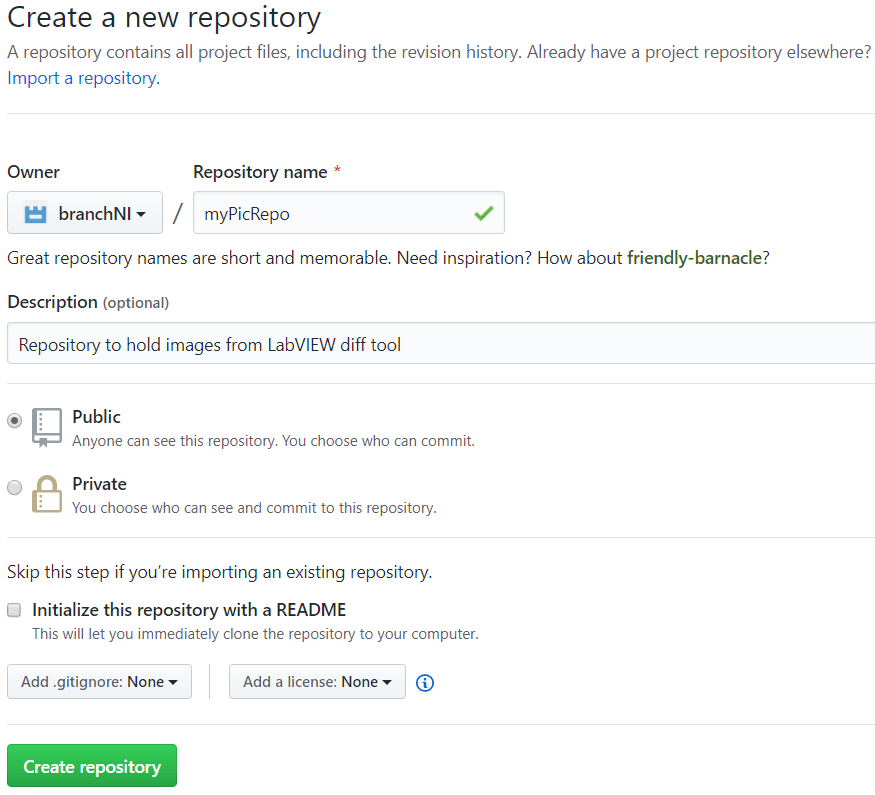 Create a new repository
A repository contains all project files, including the revision history. Already have a project repository elsewhere?
Import a repository.
Owner
Repository name *
branchNI
/
myPicRepo
Great repository names are short and memorable. Need inspiration? How about friendly-barnacle?
Description (optional)
Repository to hold images from LabVIEW diff tool
Public
Anyone can see this repository. You choose who can commit.
Private
You choose who can see and commit to this repository.
Skip this step if you’re importing an existing repository.
Initialize this repository with a README
This will let you immediately clone the repository to your computer.
Add .gitignore: None
Add a license: None
Create repository